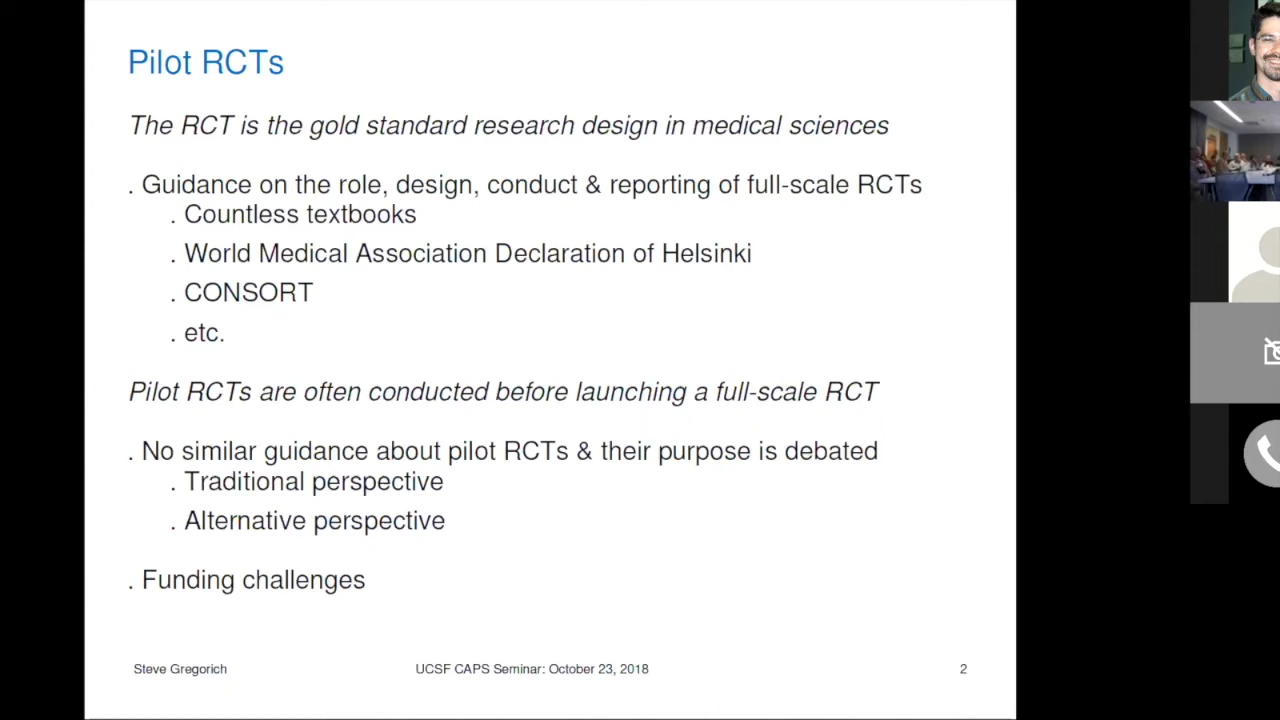 Pilot RCTs
The RCT is the gold standard research design in medical sciences
. Guidance on the role, design, conduct & reporting of full-scale RCTs
. Countless textbooks
. World Medical Association Declaration of Helsinki
. CONSORT
. etc.
Pilot RCTs are often conducted before launching a full-scale RCT
. No similar guidance about pilot RCTs & their purpose is debated
. Traditional perspective
. Alternative perspective
. Funding challenges
Steve Gregorich
UCSF CAPS Seminar: October 23, 2018
2